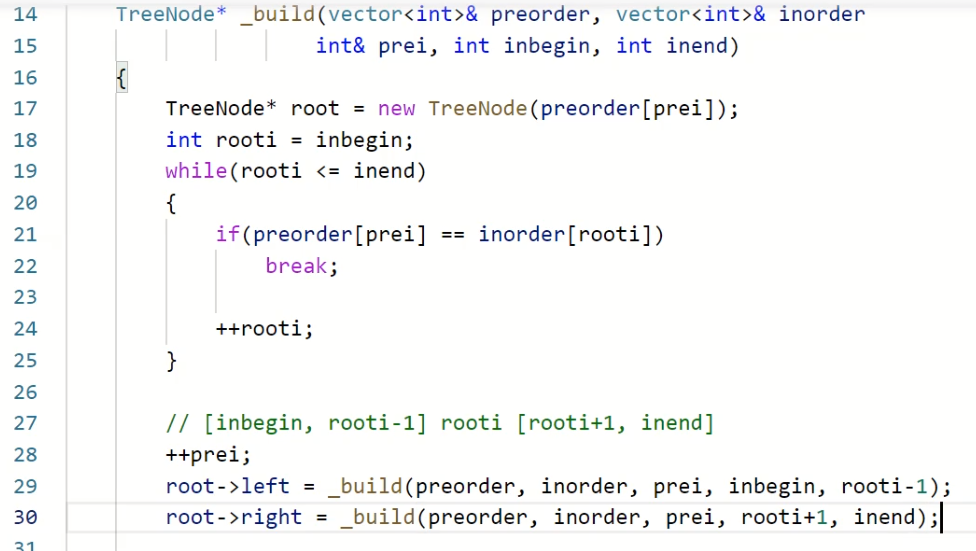 14 TreeNode* _build(vector<int>& preorder, vector<int>& inorder
15 int& prei, int inbegin, int inend)
16 {
17 TreeNode* root = new TreeNode(preorder[prei]);
18 int rooti = inbegin;
19 while(rooti <= inend)
20 {
21 if(preorder[prei] == inorder[rooti])
22 break;
23
24 ++rooti;
25 }
26
27 // [inbegin, rooti-1] rooti [rooti+1, inend]
28 ++prei;
29 root->left = _build(preorder, inorder, prei, inbegin, rooti-1);
30 root->right = _build(preorder, inorder, prei, rooti+1, inend);
31